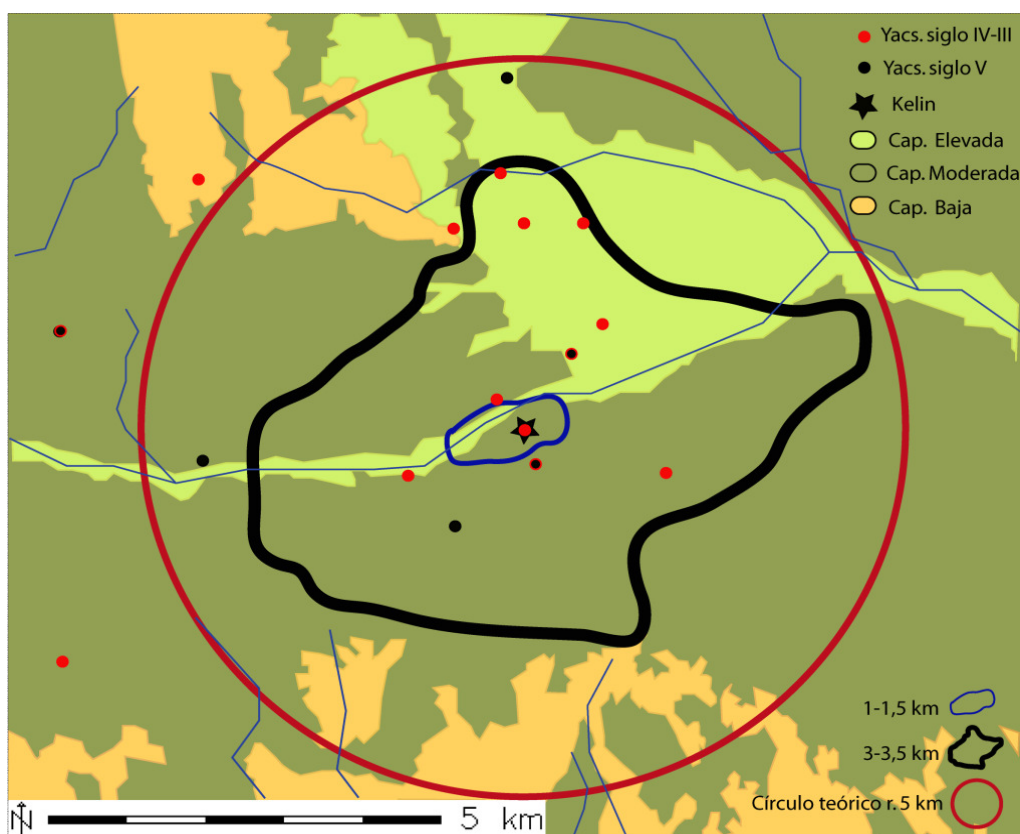 Yacs. siglo IV-III
Yacs. siglo V
Kelin
Cap. Elevada
Cap. Moderada
Cap. Baja
1-1,5 km
3-3,5 km
Círculo teórico r. 5 km
N 5 km